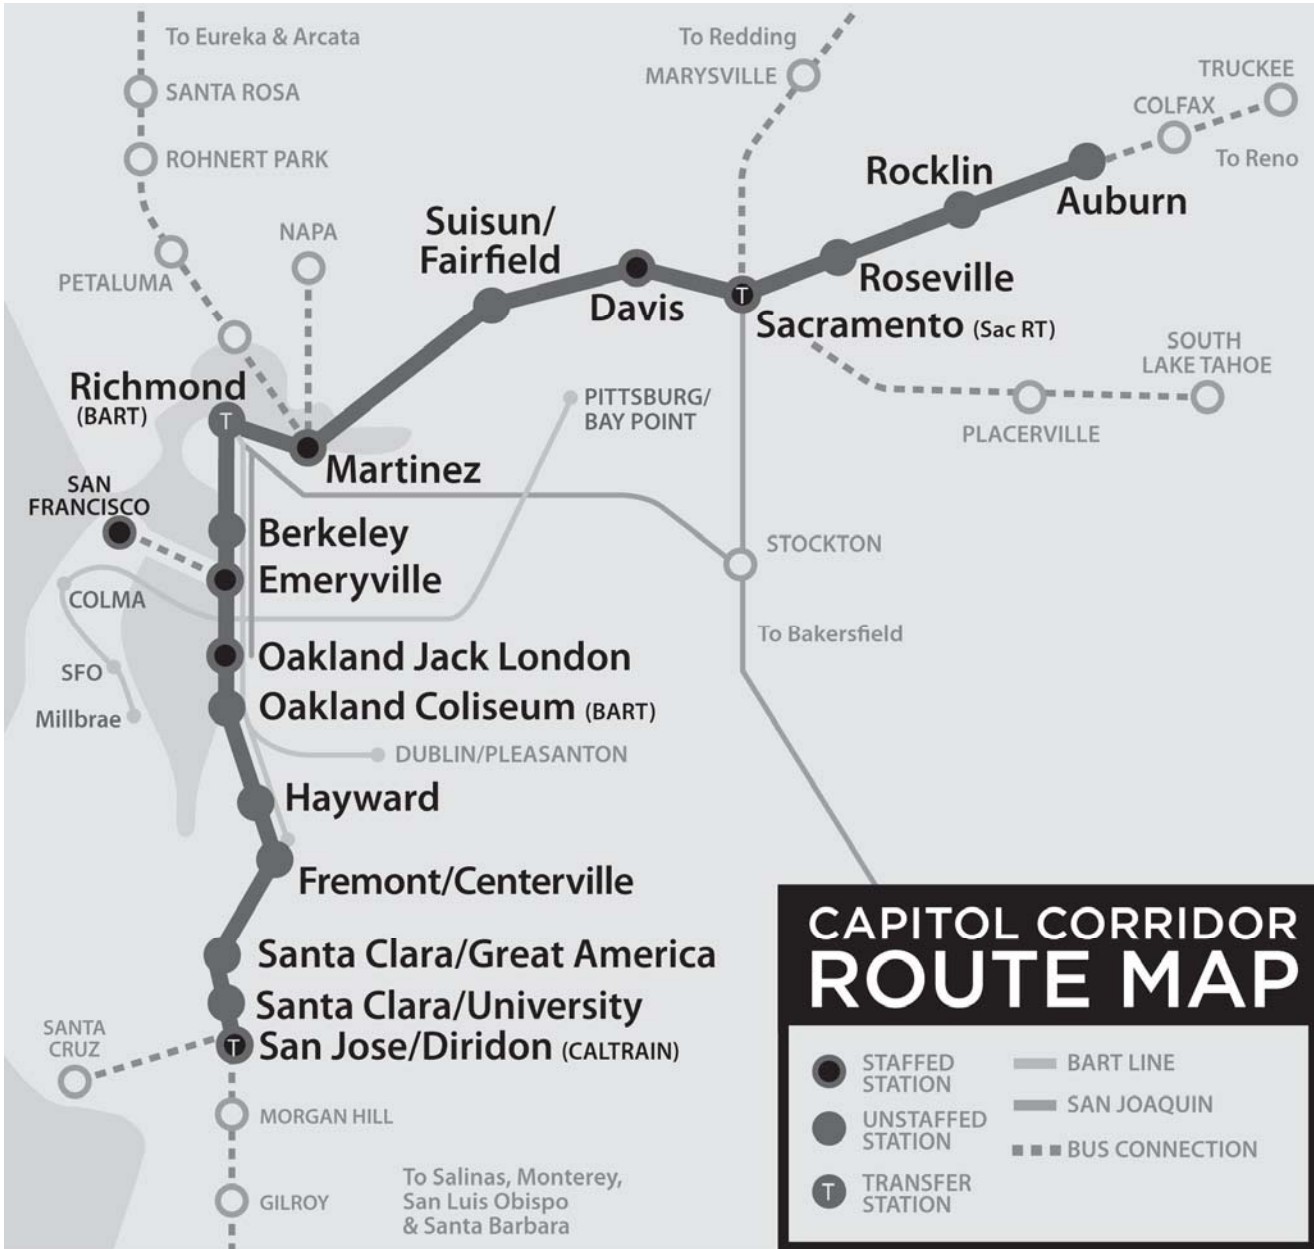 To Eureka & Arcata
SANTA ROSA
ROHNERT PARK
PETALUMA
NAPA
To Redding
MARYSVILLE
TRUCKEE
COLFAX
To Reno
Rocklin
Auburn
Suisun/
Fairfield
Davis
Roseville
Sacramento (Sac RT)
T
SOUTH
LAKE TAHOE
PLACERVILLE
Richmond
(BART)
T
PITTSBURG/
BAY POINT
Martinez
SAN
FRANCISCO
Berkeley
Emeryville
STOCKTON
COLMA
To Bakersfield
Oakland Jack London
SFO
Oakland Coliseum (BART)
Millbrae
DUBLIN/PLEASANTON
Hayward
Fremont/Centerville
Santa Clara/Great America
Santa Clara/University
SANTA
CRUZ
T
San Jose/Diridon (CALTRAIN)
MORGAN HILL
GILROY
To Salinas, Monterey,
San Luis Obispo
& Santa Barbara
CAPITOL CORRIDOR
ROUTE MAP
STAFFED
STATION
UNSTAFFED
STATION
T
TRANSFER
STATION
BART LINE
SAN JOAQUIN
BUS CONNECTION